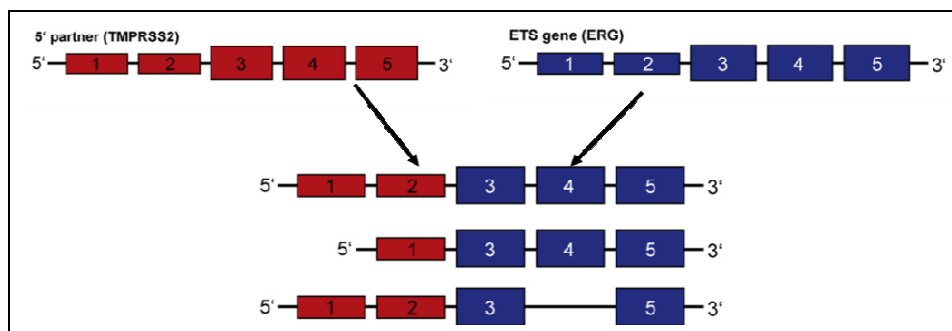 5‘ partner (TMPRSS2)
ETS gene (ERG)
5‘ 1 2 3 4 5 3‘
5‘ 1 2 3 4 5 3‘
5‘ 1 2 3 4 5 3‘
5‘ 1 3 4 5 3‘
5‘ 1 2 3 5 3‘